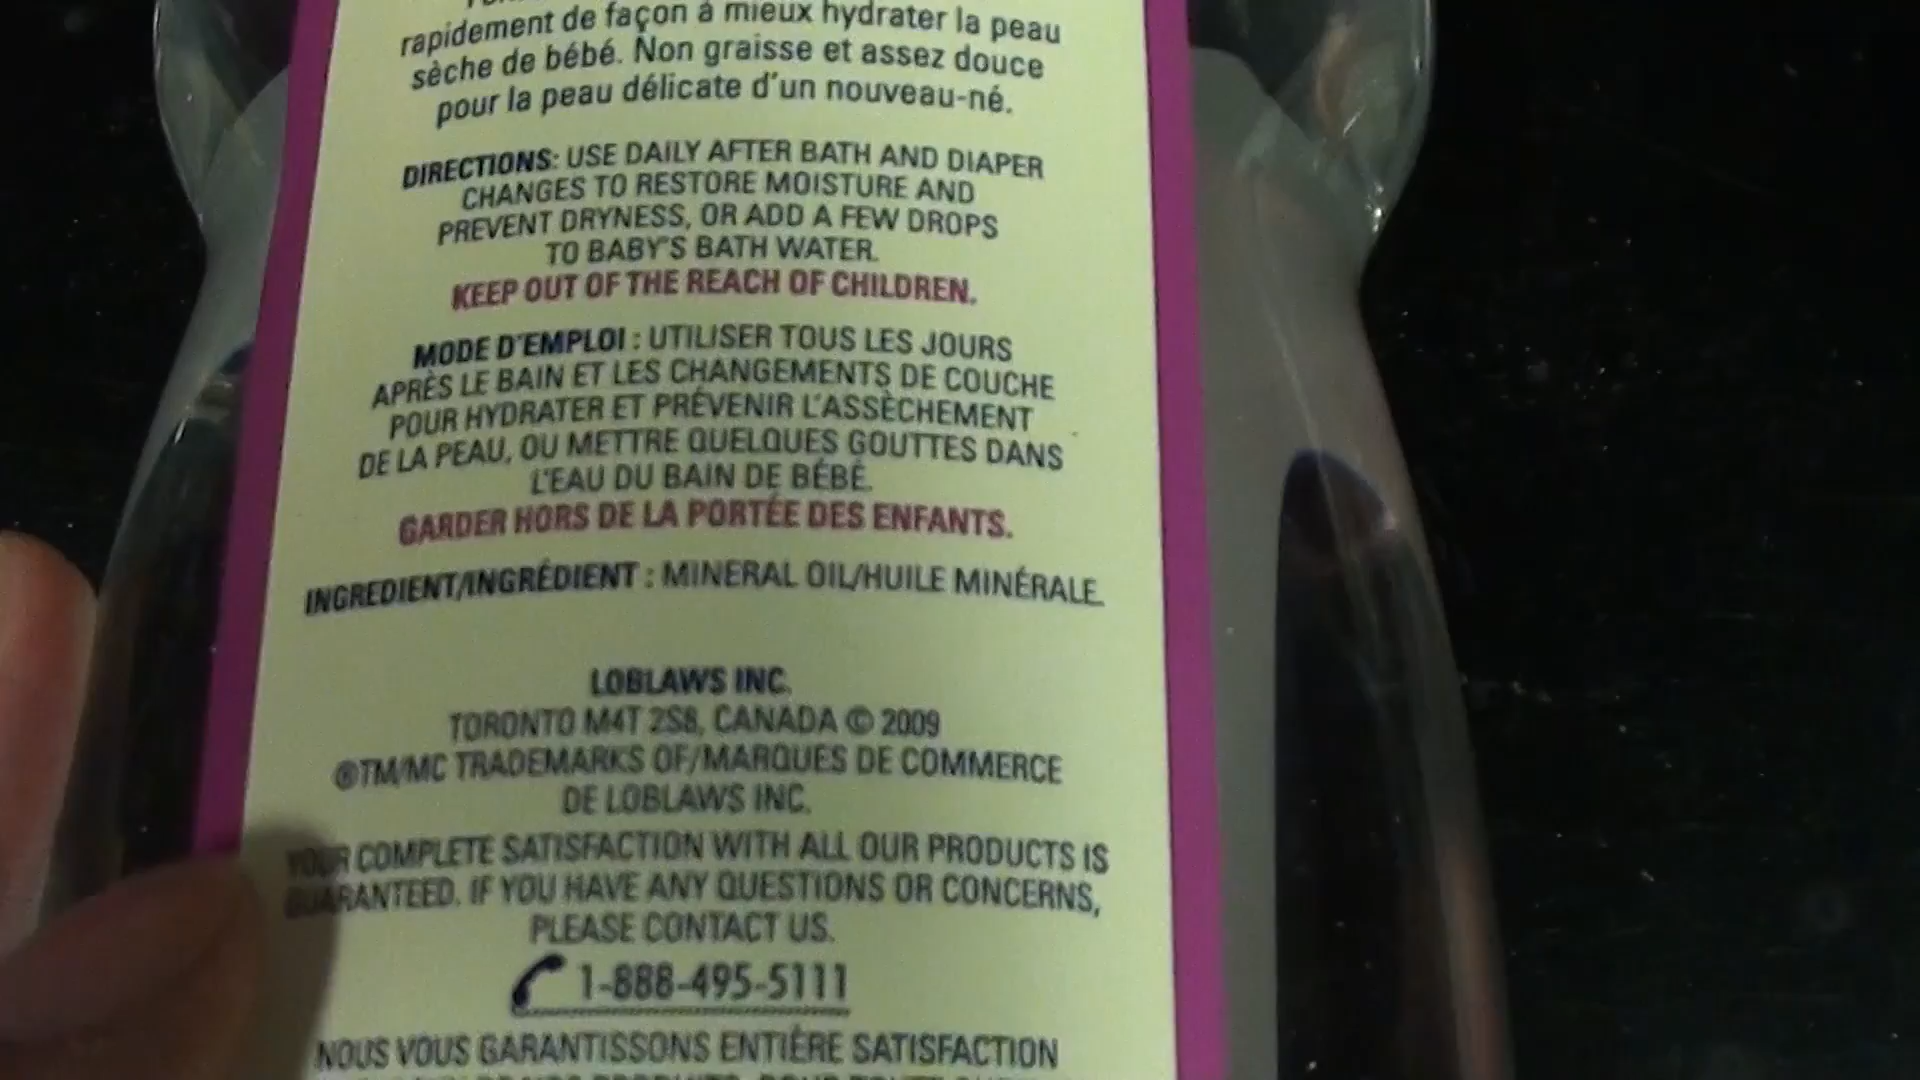 rapidement de façon à mieux hydrater la peau
sèche de bébé. Non graisse et assez douce
pour la peau délicate d'un nouveau-né.
DIRECTIONS: USE DAILY AFTER BATH AND DIAPER
CHANGES TO RESTORE MOISTURE AND
PREVENT DRYNESS, OR ADD A FEW DROPS
TO BABY'S BATH WATER.
KEEP OUT OF THE REACH OF CHILDREN.
MODE D'EMPLOI : UTILISER TOUS LES JOURS
APRÈS LE BAIN ET LES CHANGEMENTS DE COUCHE
POUR HYDRATER ET PRÉVENIR L'ASSÈCHEMENT
DE LA PEAU, OU METTRE QUELQUES GOUTTES DANS
L'EAU DU BAIN DE BÉBÉ.
GARDER HORS DE LA PORTÉE DES ENFANTS.
INGREDIENT/INGRÉDIENT : MINERAL OIL/HUILE MINÉRALE.
LOBLAWS INC.
TORONTO M4T 2S8, CANADA © 2009
®TM/MC TRADEMARKS OF/MARQUES DE COMMERCE
DE LOBLAWS INC.
YOUR COMPLETE SATISFACTION WITH ALL OUR PRODUCTS IS
GUARANTEED. IF YOU HAVE ANY QUESTIONS OR CONCERNS,
PLEASE CONTACT US.
1-888-495-5111
NOUS VOUS GARANTISSONS ENTIÈRE SATISFACTION